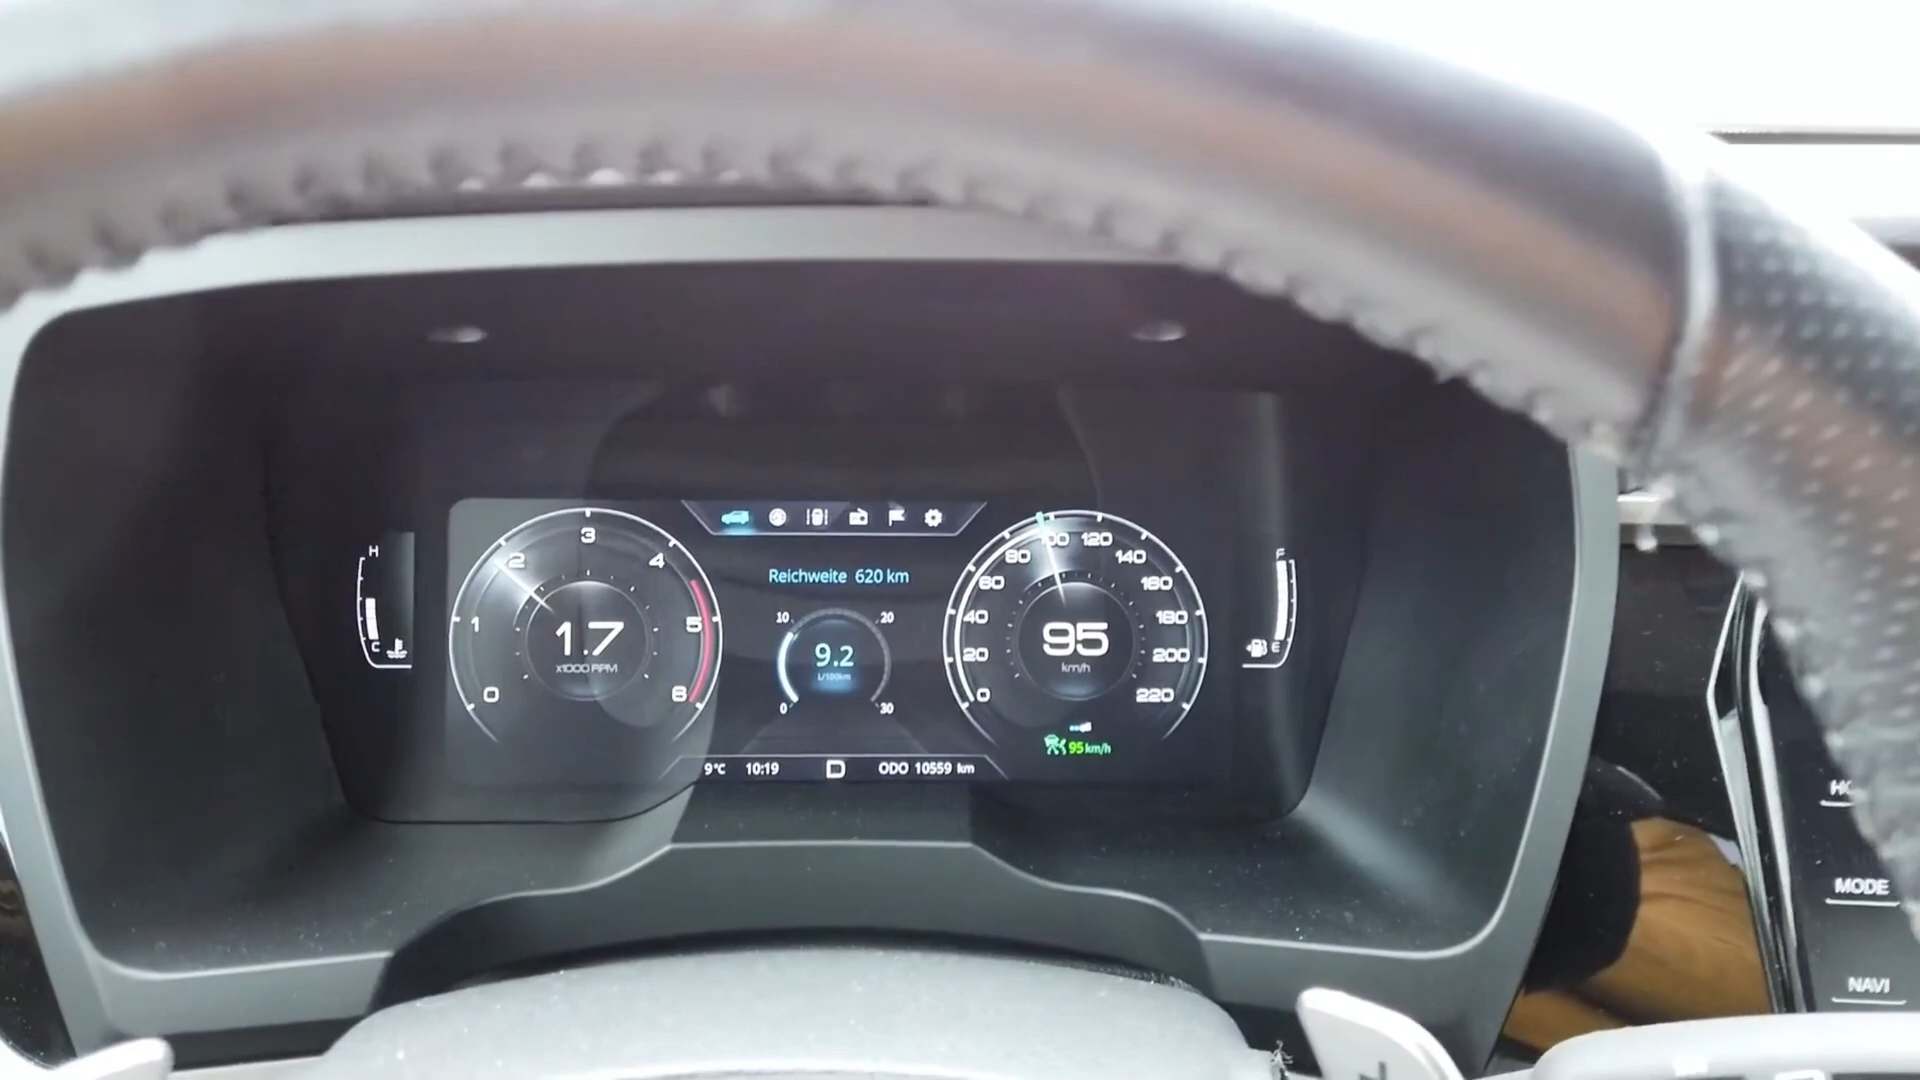 H
C
0
1
2
3
4
5
6
1.7
x1000 RPM
Reichweite 620 km
10
20
9.2
L/100km
0
30
0
20
40
60
80
100
120
140
160
180
200
220
95
km/h
95 km/h
F
E
9°C 10:19 D ODO 10559 km
MODE
NAVI